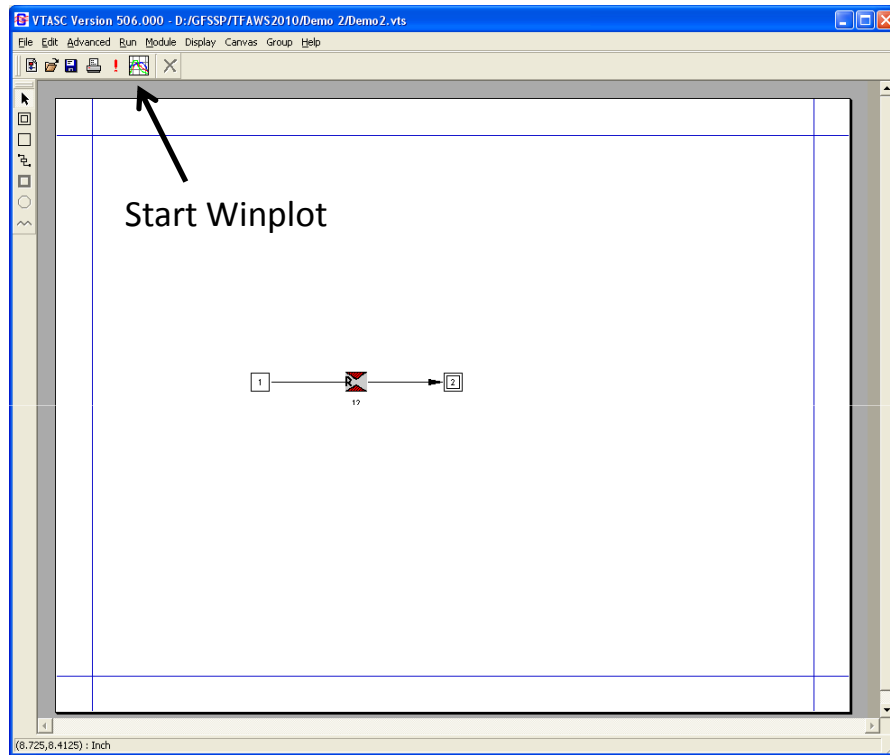 VTASC Version 506.000 - D:/GFSSP/TFAWS2010/Demo 2/Demo2.vts
File Edit Advanced Run Module Display Canvas Group Help
Start Winplot
1
R
2
12
(8.725,8.4125) : Inch